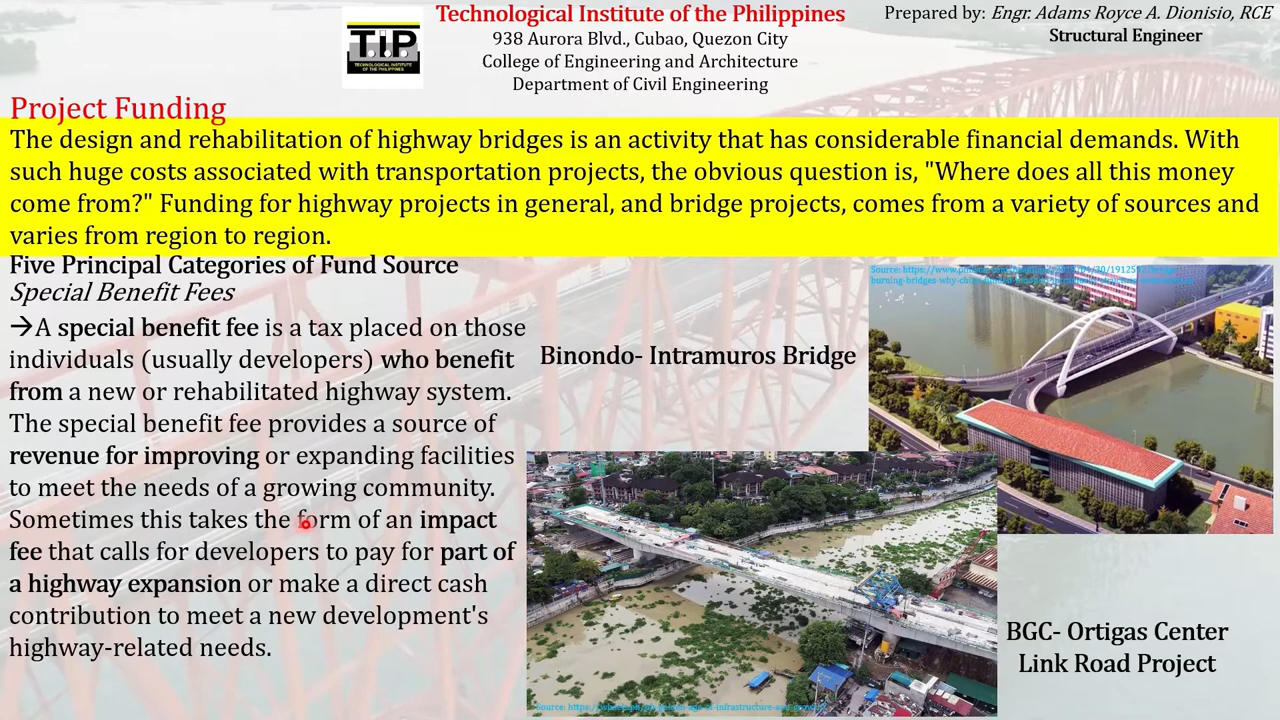 Technological Institute of the Philippines
938 Aurora Blvd., Cubao, Quezon City
College of Engineering and Architecture
Department of Civil Engineering
Prepared by: Engr. Adams Royce A. Dionisio, RCE
Structural Engineer
TiP
TECHNOLOGICAL INSTITUTE
OF THE PHILIPPINES
Project Funding
The design and rehabilitation of highway bridges is an activity that has considerable financial demands. With
such huge costs associated with transportation projects, the obvious question is, "Where does all this money
come from?" Funding for highway projects in general, and bridge projects, comes from a variety of sources and
varies from region to region.
Five Principal Categories of Fund Source
Special Benefit Fees
→A special benefit fee is a tax placed on those
individuals (usually developers) who benefit
from a new or rehabilitated highway system.
The special benefit fee provides a source of
revenue for improving or expanding facilities
to meet the needs of a growing community.
Sometimes this takes the form of an impact
fee that calls for developers to pay for part of
a highway expansion or make a direct cash
contribution to meet a new development's
highway-related needs.
Binondo- Intramuros Bridge
Source:
BGC- Ortigas Center
Link Road Project
Source: